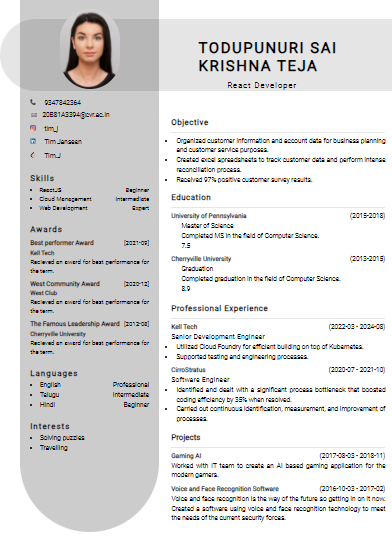 TODUPUNURI SAI
KRISHNA TEJA
React Developer
9347842364
20B81A3394@cvr.ac.in
tim_j
Tim Janseen
Tim.J
Skills
ReactJS Beginner
Cloud Management Intermediate
Web Development Expert
Awards
Best performer Award [2021-09]
Kell Tech
Recieved an award for best performance for
the term.
West Community Award [2020-12]
West Club
Recieved an award for best performance for
the term.
The Famous Leadership Award [2012-08]
Cherryville University
Recieved an award for best performance for
the term.
Languages
English Professional
Telugu Intermediate
Hindi Beginner
Interests
Solving puzzles
Travelling
Objective
Organized customer information and account data for business planning
and customer service purposes.
Created excel spreadsheets to track customer data and perform intense
reconciliation process.
Received 97% positive customer survey results.
Education
University of Pennsylvania (2015-2018)
Master of Science
Completed MS in the field of Computer Science.
7.5
Cherryville University (2013-2015)
Graduation
Completed graduation in the field of Computer Science.
8.9
Professional Experience
Kell Tech (2022-03 - 2024-08)
Senior Development Engineer
Utilized Cloud Foundry for efficient building on top of Kubernetes.
Supported testing and engineering processes.
CirroStratus (2020-07 - 2021-10)
Software Engineer
Identified and dealt with a significant process bottleneck that boosted
coding efficiency by 35% when resolved.
Carried out continuous identification, measurement, and improvement of
processes.
Projects
Gaming AI (2017-08-03 - 2018-11)
Worked with IT team to create an AI based gaming application for the
modern gamers.
Voice and Face Recognition Software (2016-10-03 - 2017-02)
Voice and face recognition is the way of the future so getting in on it now.
Created a software using voice and face recognition technology to meet
the needs of the current security forces.